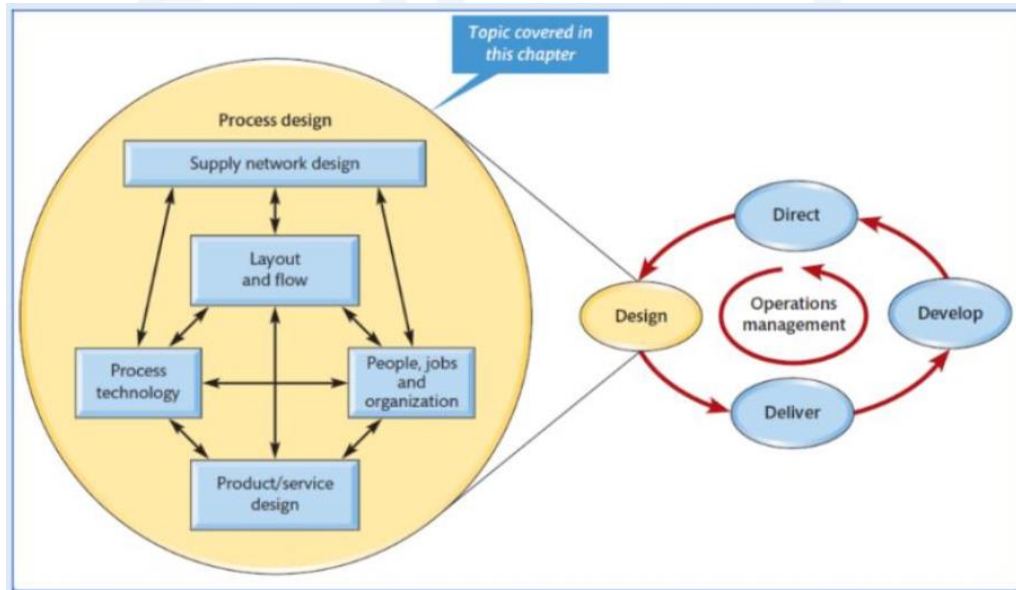 Topic covered in
this chapter
Process design
Supply network design
Layout
and flow
Process
technology
People, jobs
and
organization
Product/service
design
Direct
Design
Operations
management
Develop
Deliver